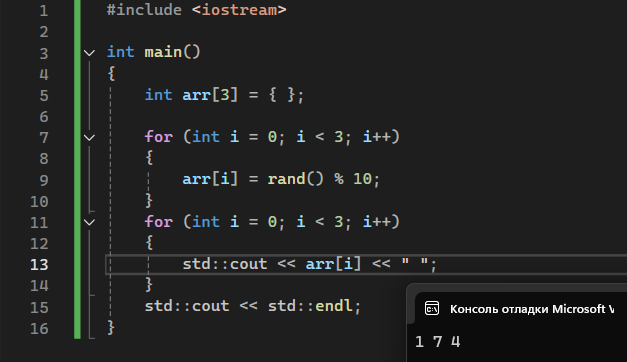 1 #include <iostream>
2
3 int main()
4 {
5 int arr[3] = { };
6
7 for (int i = 0; i < 3; i++)
8 {
9 arr[i] = rand() % 10;
10 }
11 for (int i = 0; i < 3; i++)
12 {
13 std::cout << arr[i] << " ";
14 }
15 std::cout << std::endl;
16 }
Консоль отладки Microsoft V
1 7 4